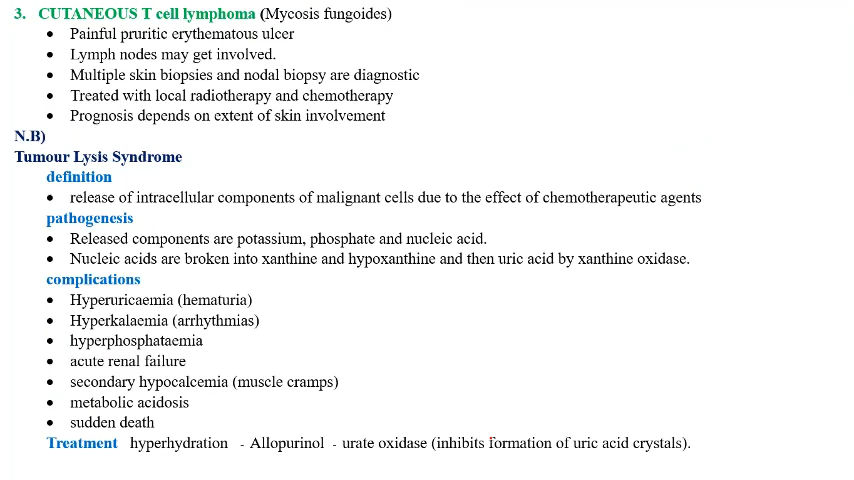 3. CUTANEOUS T cell lymphoma (Mycosis fungoides)
• Painful pruritic erythematous ulcer
• Lymph nodes may get involved.
• Multiple skin biopsies and nodal biopsy are diagnostic
• Treated with local radiotherapy and chemotherapy
• Prognosis depends on extent of skin involvement
N.B)
Tumour Lysis Syndrome
definition
• release of intracellular components of malignant cells due to the effect of chemotherapeutic agents
pathogenesis
• Released components are potassium, phosphate and nucleic acid.
• Nucleic acids are broken into xanthine and hypoxanthine and then uric acid by xanthine oxidase.
complications
• Hyperuricaemia (hematuria)
• Hyperkalaemia (arrhythmias)
• hyperphosphataemia
• acute renal failure
• secondary hypocalcemia (muscle cramps)
• metabolic acidosis
• sudden death
Treatment hyperhydration - Allopurinol - urate oxidase (inhibits formation of uric acid crystals).